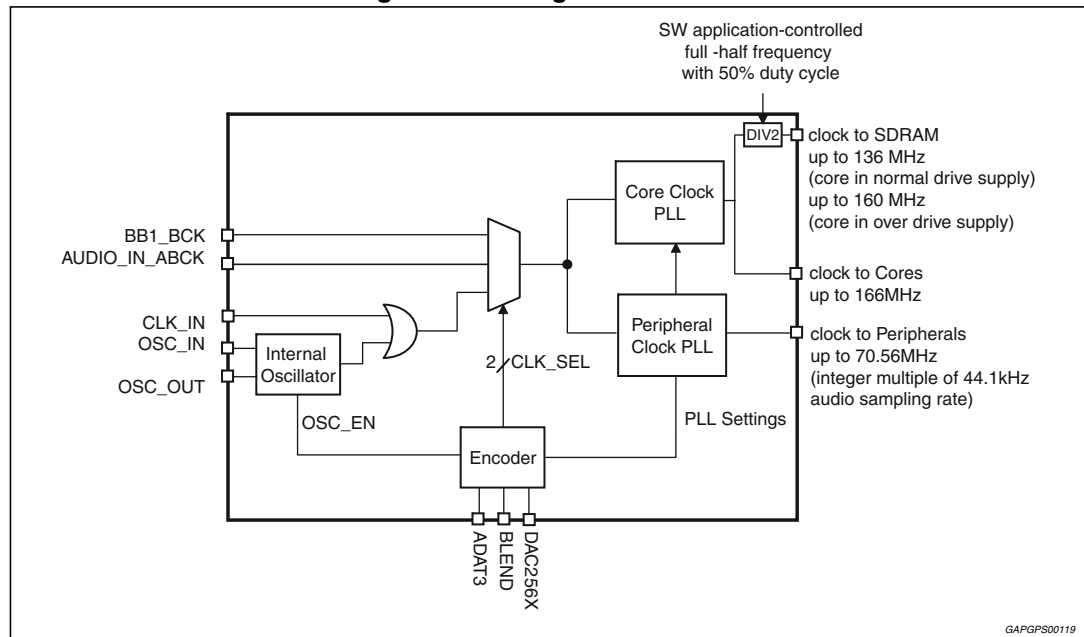 SW application-controlled
full -half frequency
with 50% duty cycle
DIV2
clock to SDRAM
up to 136 MHz
(core in normal drive supply)
up to 160 MHz
(core in over drive supply)
Core Clock
PLL
BB1_BCK
AUDIO_IN_ABCK
clock to Cores
up to 166MHz
CLK_IN
OSC_IN
OSC_OUT
Internal
Oscillator
Peripheral
Clock PLL
clock to Peripherals
up to 70.56MHz
(integer multiple of 44.1kHz
audio sampling rate)
2
CLK_SEL
OSC_EN
PLL Settings
Encoder
ADAT3
BLEND
DAC256X
GAPGPS00119